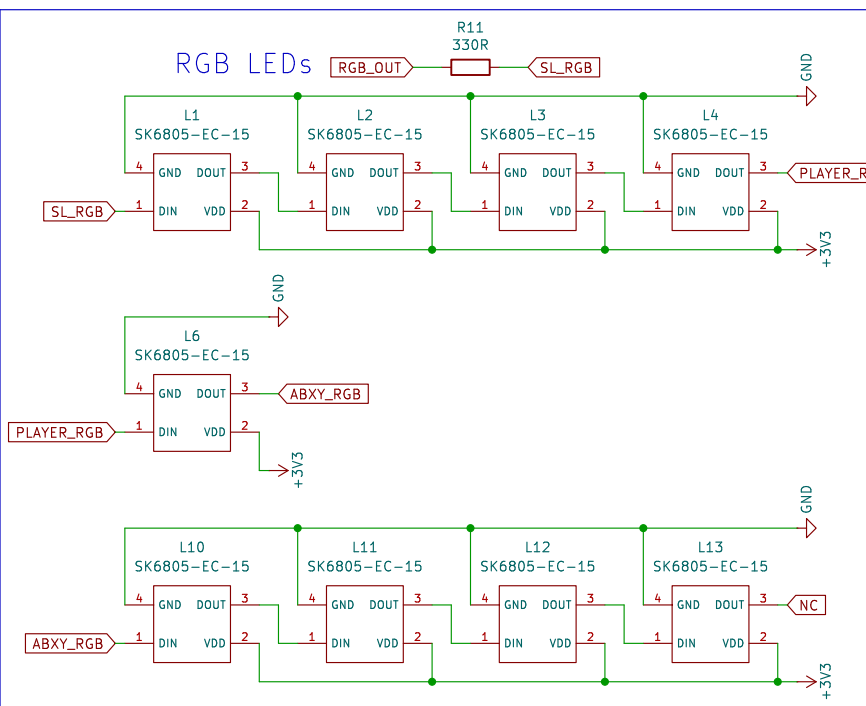 R11
330R
RGB LEDs
RGB_OUT
SL_RGB
GND
L1
SK6805-EC-15
L2
SK6805-EC-15
L3
SK6805-EC-15
L4
SK6805-EC-15
4 GND DOUT 3
4 GND DOUT 3
4 GND DOUT 3
4 GND DOUT 3
PLAYER_R
SL_RGB
1 DIN VDD 2
1 DIN VDD 2
1 DIN VDD 2
1 DIN VDD 2
+3V3
GND
L6
SK6805-EC-15
4 GND DOUT 3
ABXY_RGB
PLAYER_RGB
1 DIN VDD 2
+3V3
GND
L10
SK6805-EC-15
L11
SK6805-EC-15
L12
SK6805-EC-15
L13
SK6805-EC-15
4 GND DOUT 3
4 GND DOUT 3
4 GND DOUT 3
4 GND DOUT 3
NC
ABXY_RGB
1 DIN VDD 2
1 DIN VDD 2
1 DIN VDD 2
1 DIN VDD 2
+3V3